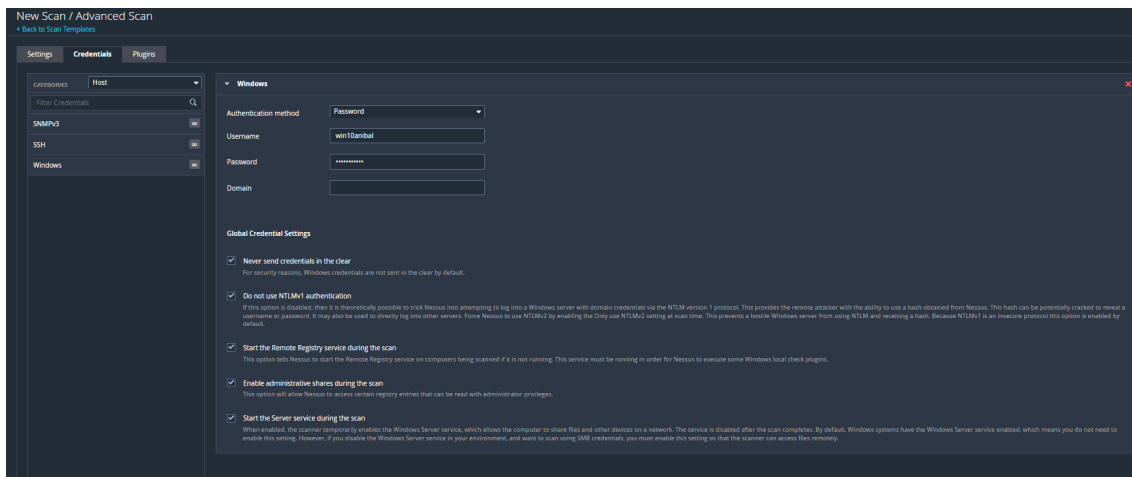 New Scan / Advanced Scan
Back to Scan Templates
Settings Credentials Plugins
CATEGORIES Host
Filter Credentials
SNMPv3 ∞
SSH ∞
Windows ∞
Windows
Authentication method Password
Username win10anibal
Password •••••••••••
Domain
Global Credential Settings
Never send credentials in the clear
For security reasons, Windows credentials are not sent in the clear by default.
Do not use NTLMv1 authentication
If this option is disabled, then it is theoretically possible to trick Nessus into attempting to log into a Windows server with domain credentials via the NTLM version 1 protocol. This provides the remote attacker with the ability to use a hash obtained from Nessus. This hash can be potentially cracked to reveal a
username or password. It may also be used to directly log into other servers. Force Nessus to use NTLMv2 by enabling the Only use NTLMv2 setting at scan time. This prevents a hostile Windows server from using NTLM and receiving a hash. Because NTLMv1 is an insecure protocol this option is enabled by
default.
Start the Remote Registry service during the scan
This option tells Nessus to start the Remote Registry service on computers being scanned if it is not running. This service must be running in order for Nessus to execute some Windows local check plugins.
Enable administrative shares during the scan
This option will allow Nessus to access certain registry entries that can be read with administrator privileges.
Start the Server service during the scan
When enabled, the scanner temporarily enables the Windows Server service, which allows the computer to share files and other devices on a network. The service is disabled after the scan completes. By default, Windows systems have the Windows Server service enabled, which means you do not need to
enable this setting. However, if you disable the Windows Server service in your environment, and want to scan using SMB credentials, you must enable this setting so that the scanner can access files remotely.